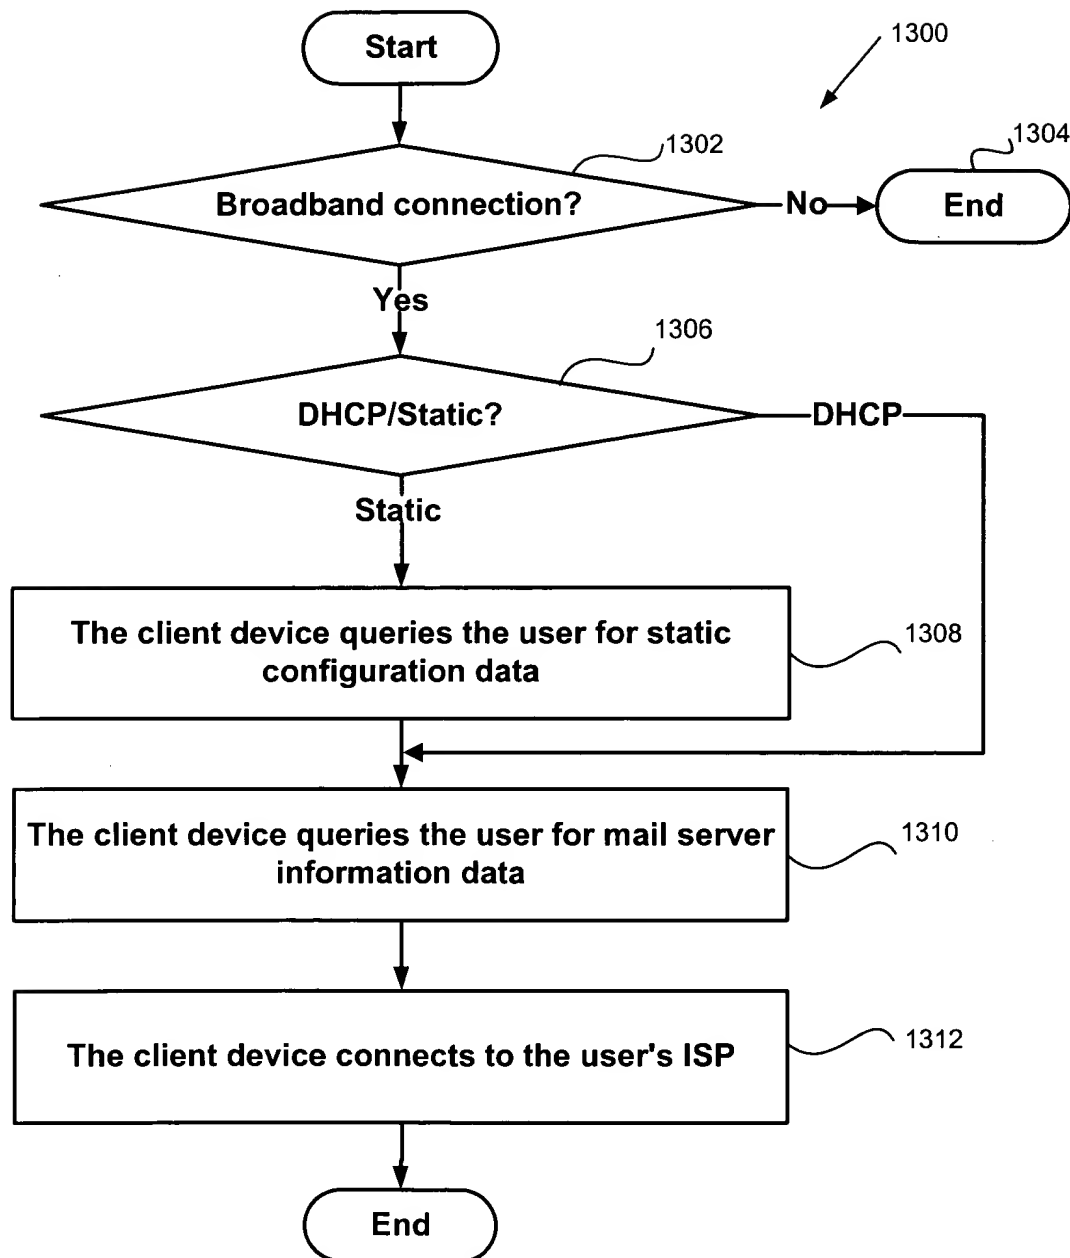 Start
1300
1302
1304
Broadband connection?
No
End
Yes
1306
DHCP/Static?
DHCP
Static
The client device queries the user for static
configuration data
1308
The client device queries the user for mail server
information data
1310
The client device connects to the user's ISP
1312
End